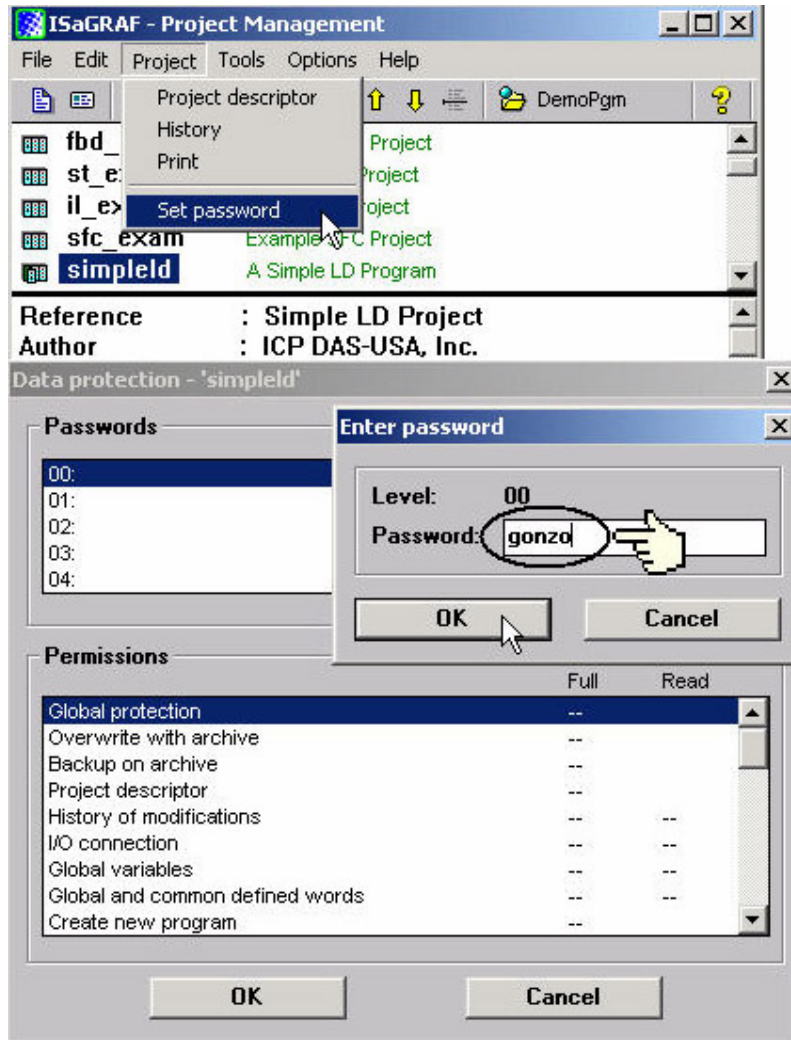 ISaGRAF - Project Management
File Edit Project Tools Options Help
Project descriptor
History
Print
Set password
DemoPgm
fbd_ Project
st_e Project
il_ex oject
sfc_exam Example SFC Project
simpleld A Simple LD Program
Reference : Simple LD Project
Author : ICP DAS-USA, Inc.
Data protection - 'simpleld'
Passwords
00:
01:
02:
03:
04:
Enter password
Level: 00
Password: gonzo
OK Cancel
Permissions
Full Read
Global protection --
Overwrite with archive --
Backup on archive --
Project descriptor --
History of modifications -- --
I/O connection -- --
Global variables -- --
Global and common defined words -- --
Create new program --
OK Cancel